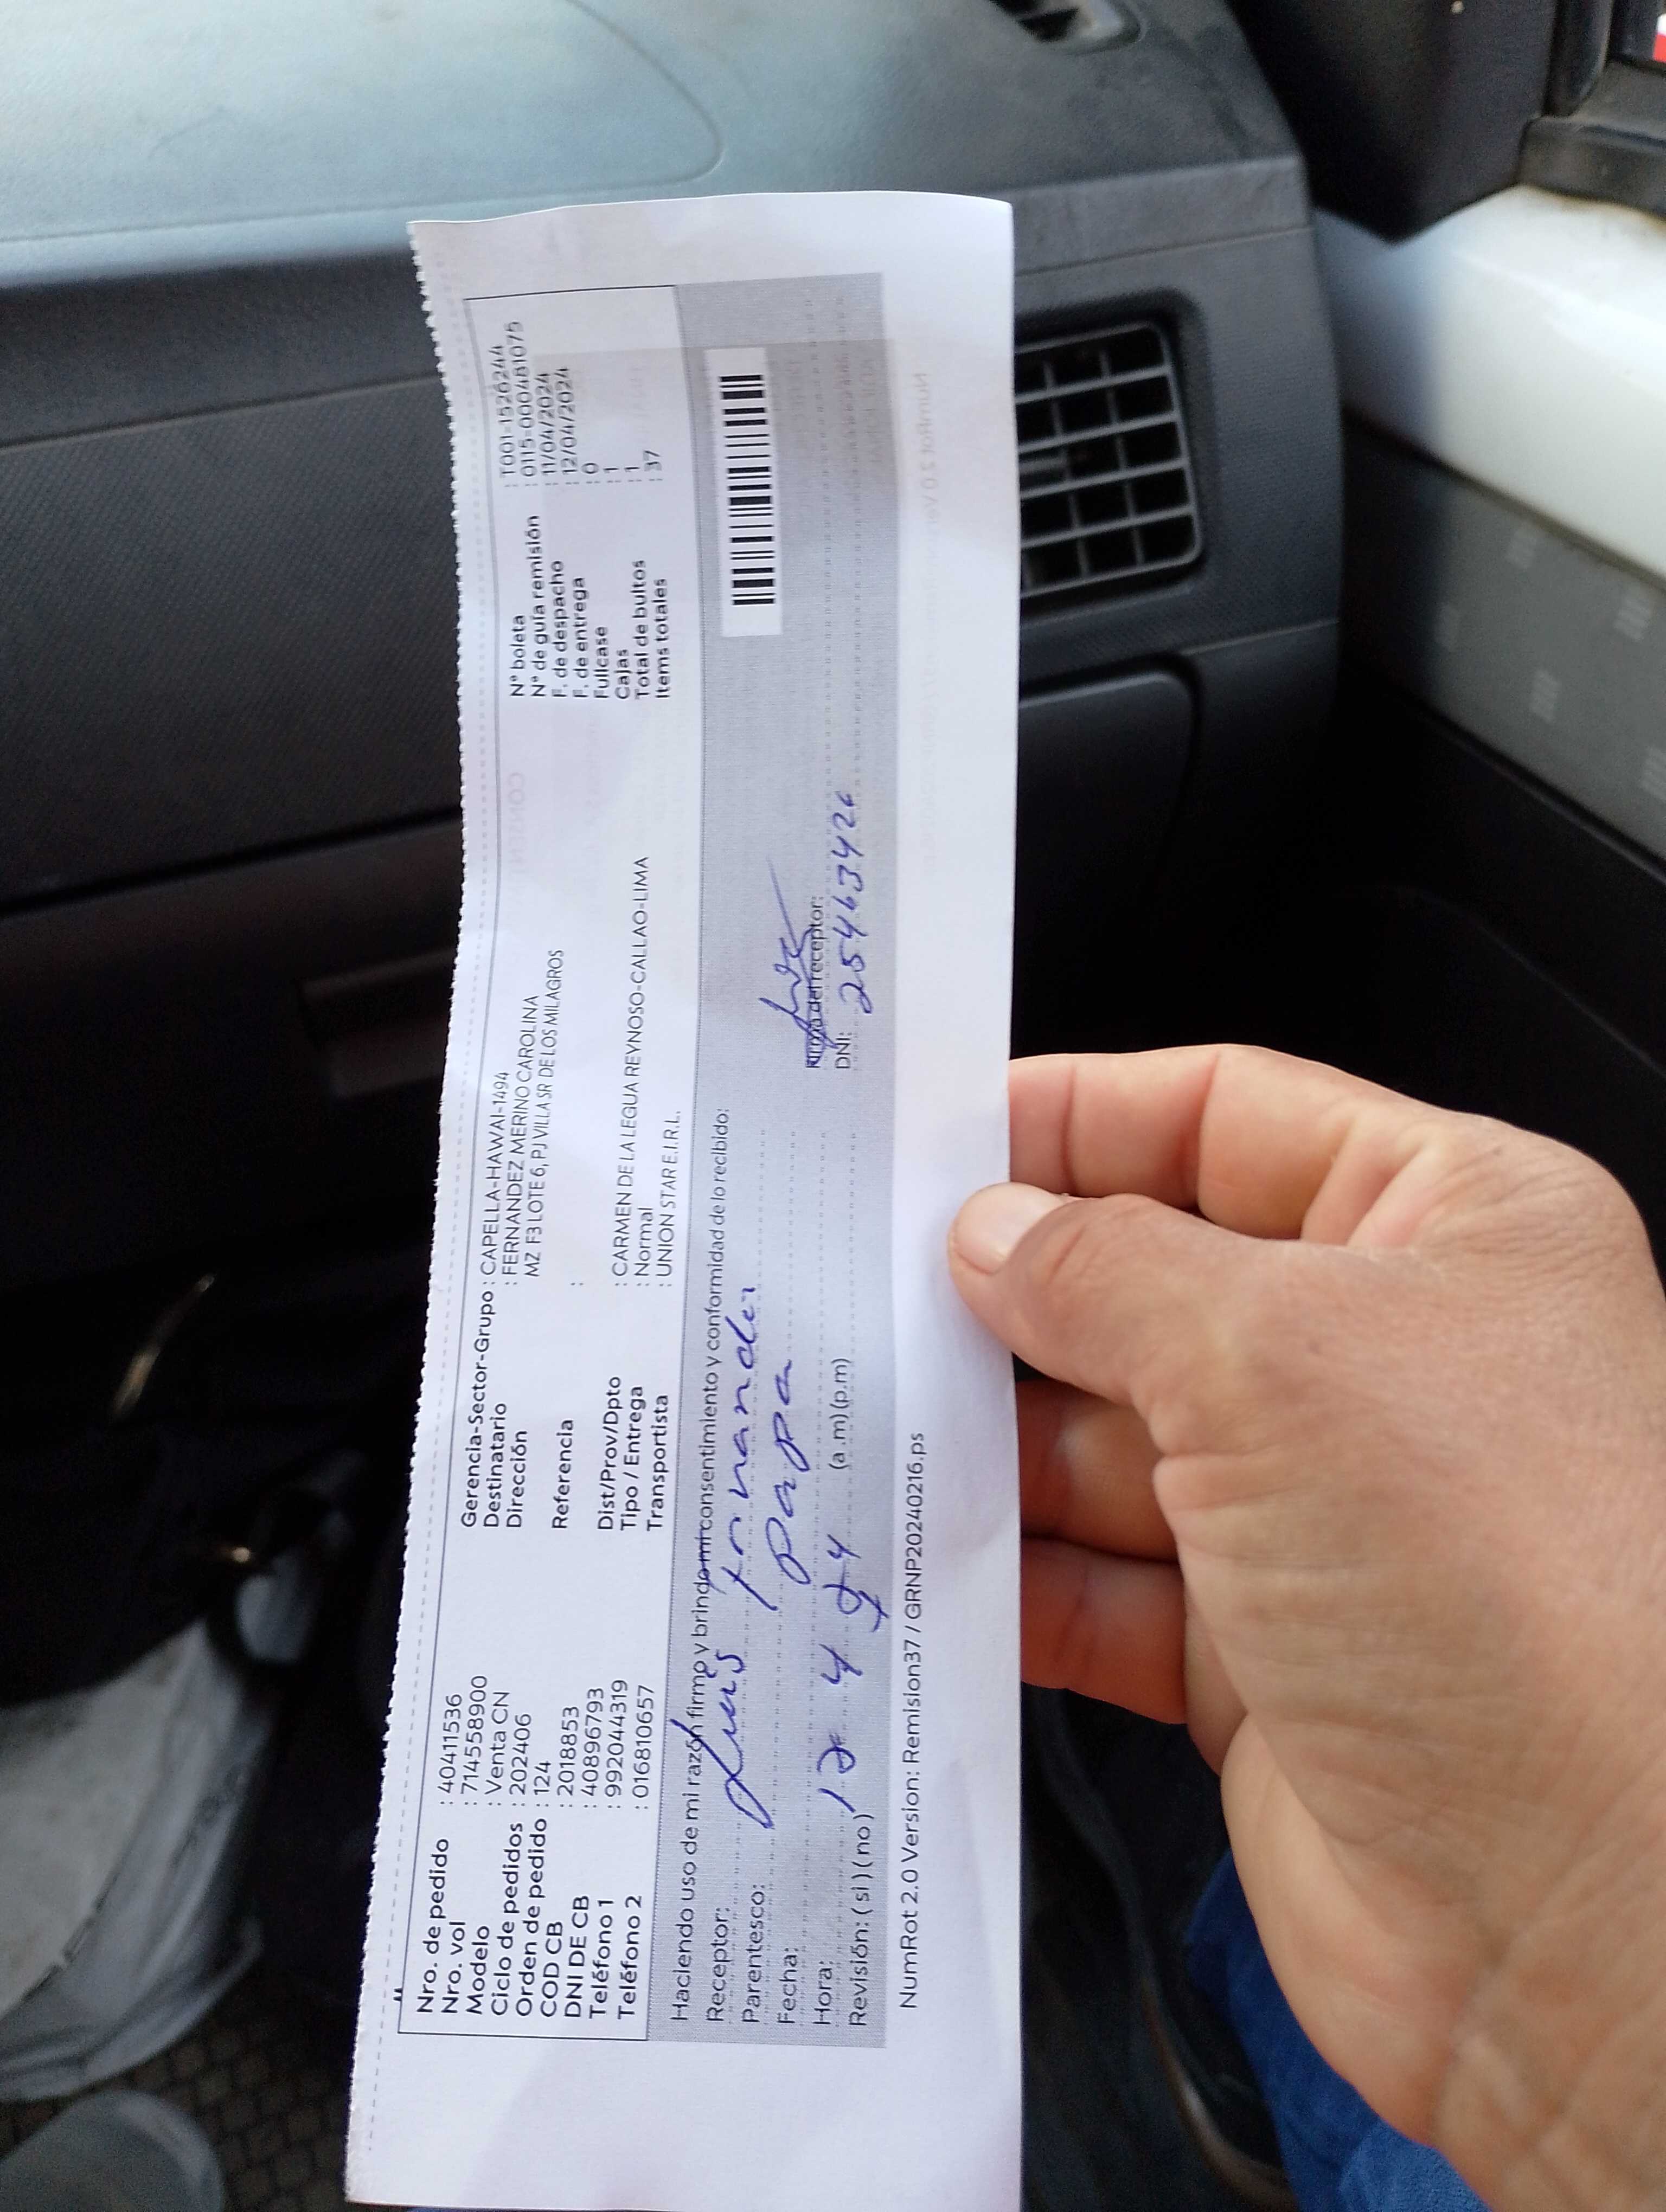 Nro. de pedido : 40411536
Nro. vol : 714558900
Modelo : Venta CN
Ciclo de pedidos : 202406
Orden de pedido : 124
COD CB : 2018853
DNI DE CB : 40896793
Teléfono 1 : 992044319
Teléfono 2 : 016810657
Gerencia-Sector-Grupo : CAPELLA-HAWAI-1494
Destinatario : FERNANDEZ MERINO CAROLINA
Dirección MZ F3 LOTE 6, PJ VILLA SR DE LOS MILAGROS
Referencia :
Dist/Prov/Dpto : CARMEN DE LA LEGUA REYNOSO-CALLAO-LIMA
Tipo / Entrega : Normal
Transportista : UNION STAR E.I.R.L.
N° boleta : T001-1526244
N° de guía remisión : 0115-000481075
F. de despacho : 11/04/2024
F. de entrega : 12/04/2024
Fullcase : 0
Cajas : 1
Total de bultos : 1
Items totales : 37
Haciendo uso de mi razón firmo y brindo mi consentimiento y conformidad de lo recibido:
Receptor: Luis
Parentesco: papa
Fecha: 12 4 24
Hora: (a.m)(p.m)
Revisión: ( si ) ( no )
Firma del receptor:
DNI: 25463426
NumRot 2.0 Version: Remision37 / GRNP20240216.ps